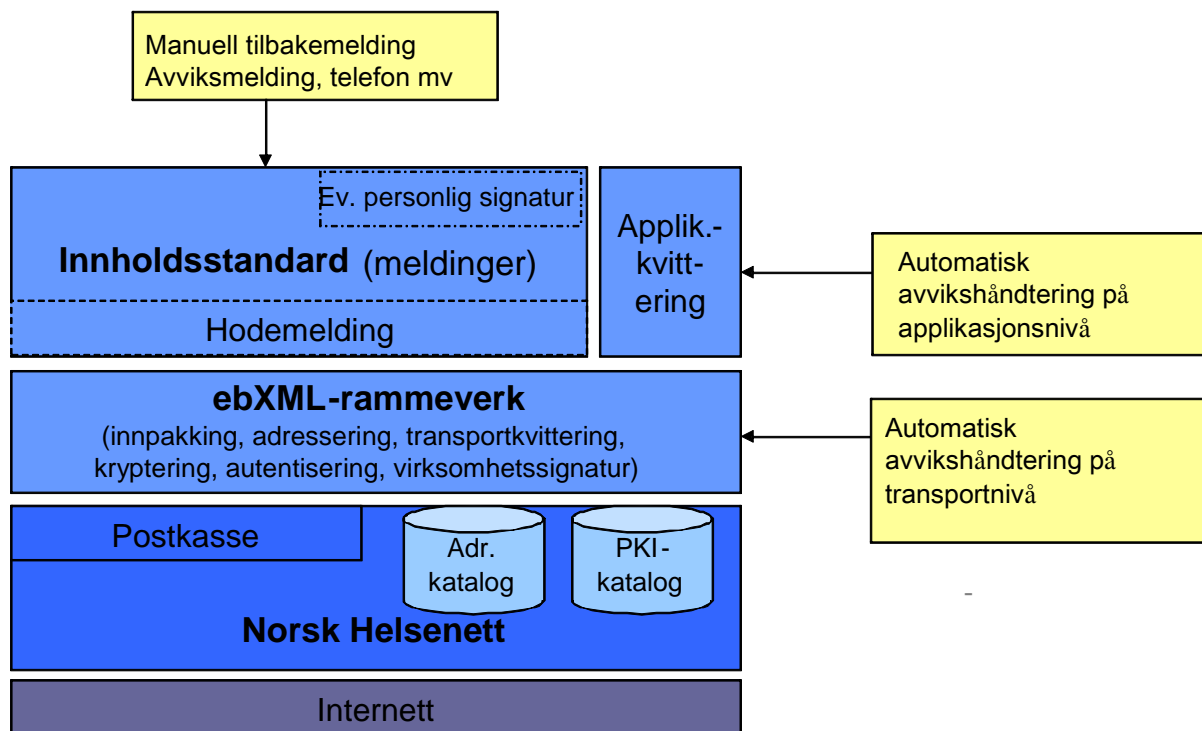 Manuell tilbakemelding
Avviksmelding, telefon mv
Ev. personlig signatur
Innholdsstandard (meldinger)
Hodemelding
Applik.-
kvitt-
ering
Automatisk
avvikshåndtering på
applikasjonsnivå
ebXML-rammeverk
(innpakking, adressering, transportkvittering,
kryptering, autentisering, virksomhetssignatur)
Automatisk
avvikshåndtering på
transportnivå
Postkasse
Adr.
katalog
PKI-
katalog
-
Norsk Helsenett
Internett